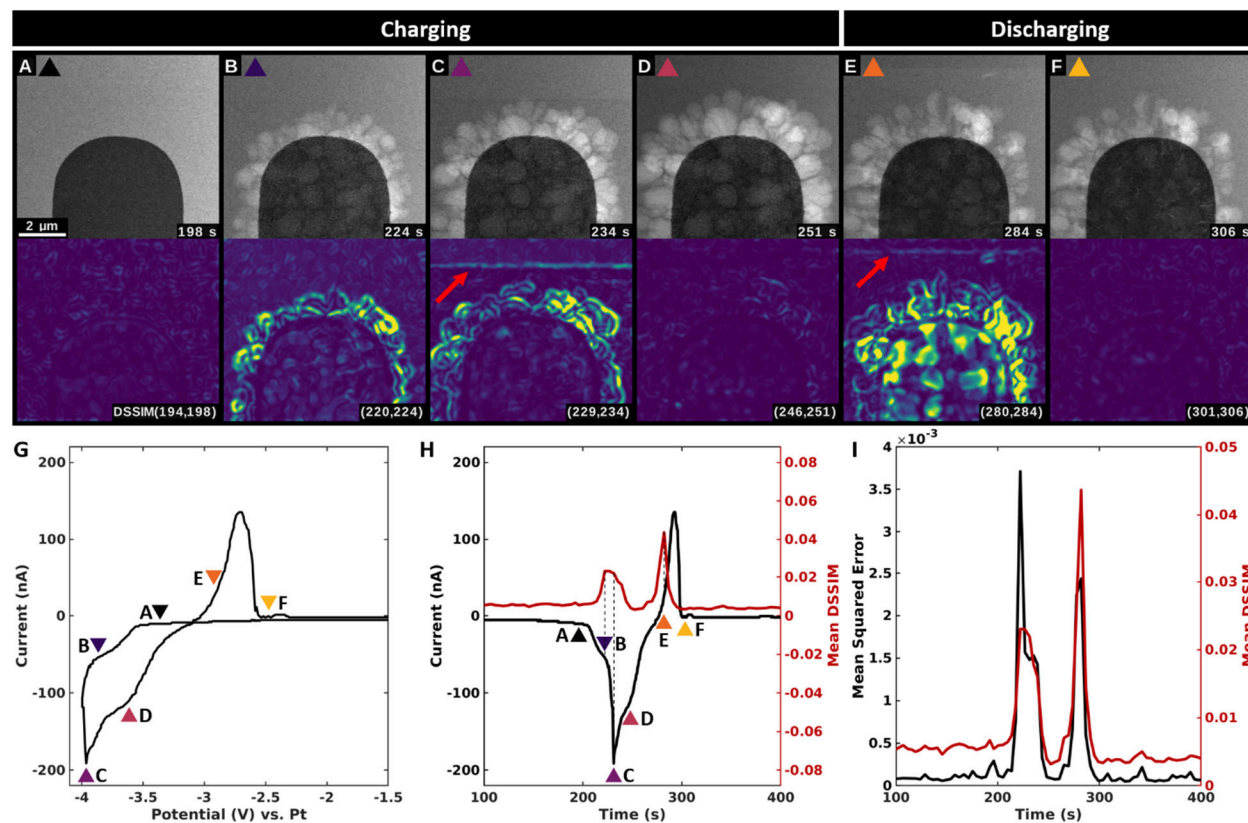 Charging Discharging
A B C D E F
2 μm 198 s 224 s 234 s 251 s 284 s 306 s
DSSIM(194,198) (220,224) (229,234) (246,251) (280,284) (301,306)
G
200
100
0
-100
-200
Current (nA)
-4 -3.5 -3 -2.5 -2 -1.5
Potential (V) vs. Pt
A
B
C
D
E
F
H
200
100
0
-100
-200
Current (nA)
0.08
0.06
0.04
0.02
0
-0.02
-0.04
-0.06
-0.08
Mean DSSIM
100 200 300 400
Time (s)
A
B
C
D
E
F
I
×10⁻³
4
3.5
3
2.5
2
1.5
1
0.5
0
Mean Squared Error
0.05
0.04
0.03
0.02
0.01
0
Mean DSSIM
100 200 300 400
Time (s)